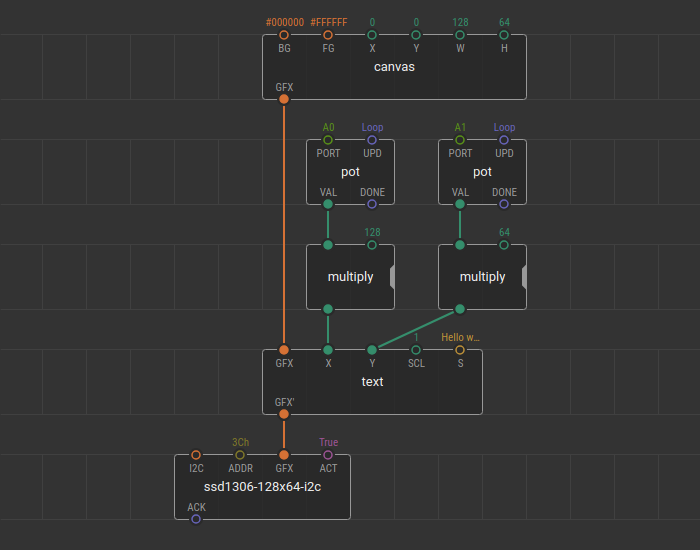 #000000 #FFFFFF 0 0 128 64
BG FG X Y W H
canvas
GFX
A0 Loop A1 Loop
PORT UPD PORT UPD
pot pot
VAL DONE VAL DONE
128 64
multiply multiply
1 Hello w...
GFX X Y SCL S
text
GFX'
3Ch True
I2C ADDR GFX ACT
ssd1306-128x64-i2c
ACK